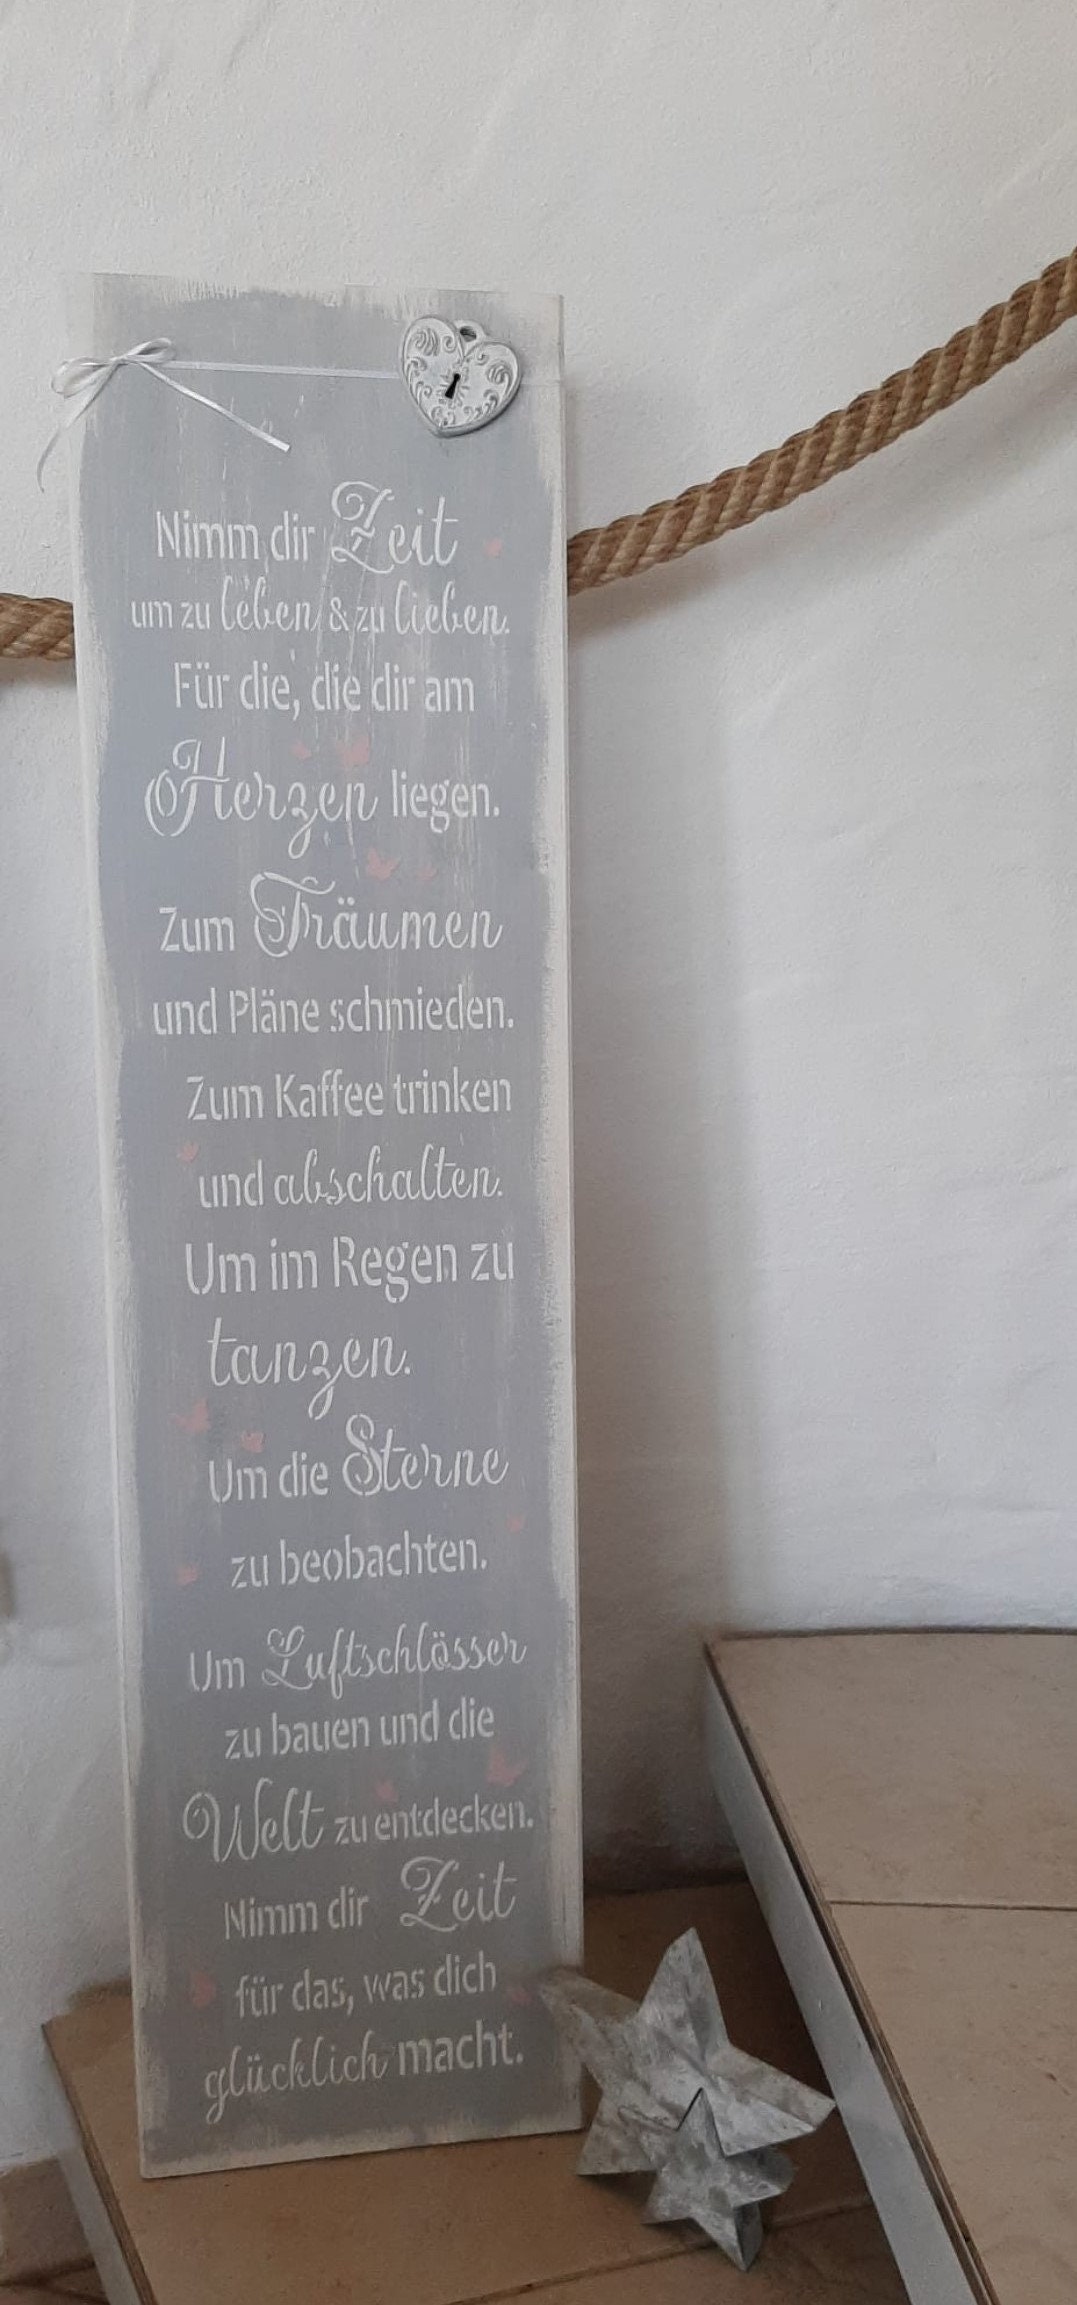 Nimm dir Zeit
um zu leben & zu lieben.
Für die, die dir am
Herzen liegen.
Zum Träumen
und Pläne schmieden.
Zum Kaffee trinken
und abschalten.
Um im Regen zu
tanzen.
Um die Sterne
zu beobachten.
Um Luftschlösser
zu bauen und die
Welt zu entdecken.
Nimm dir Zeit
für das, was dich
glücklich macht.